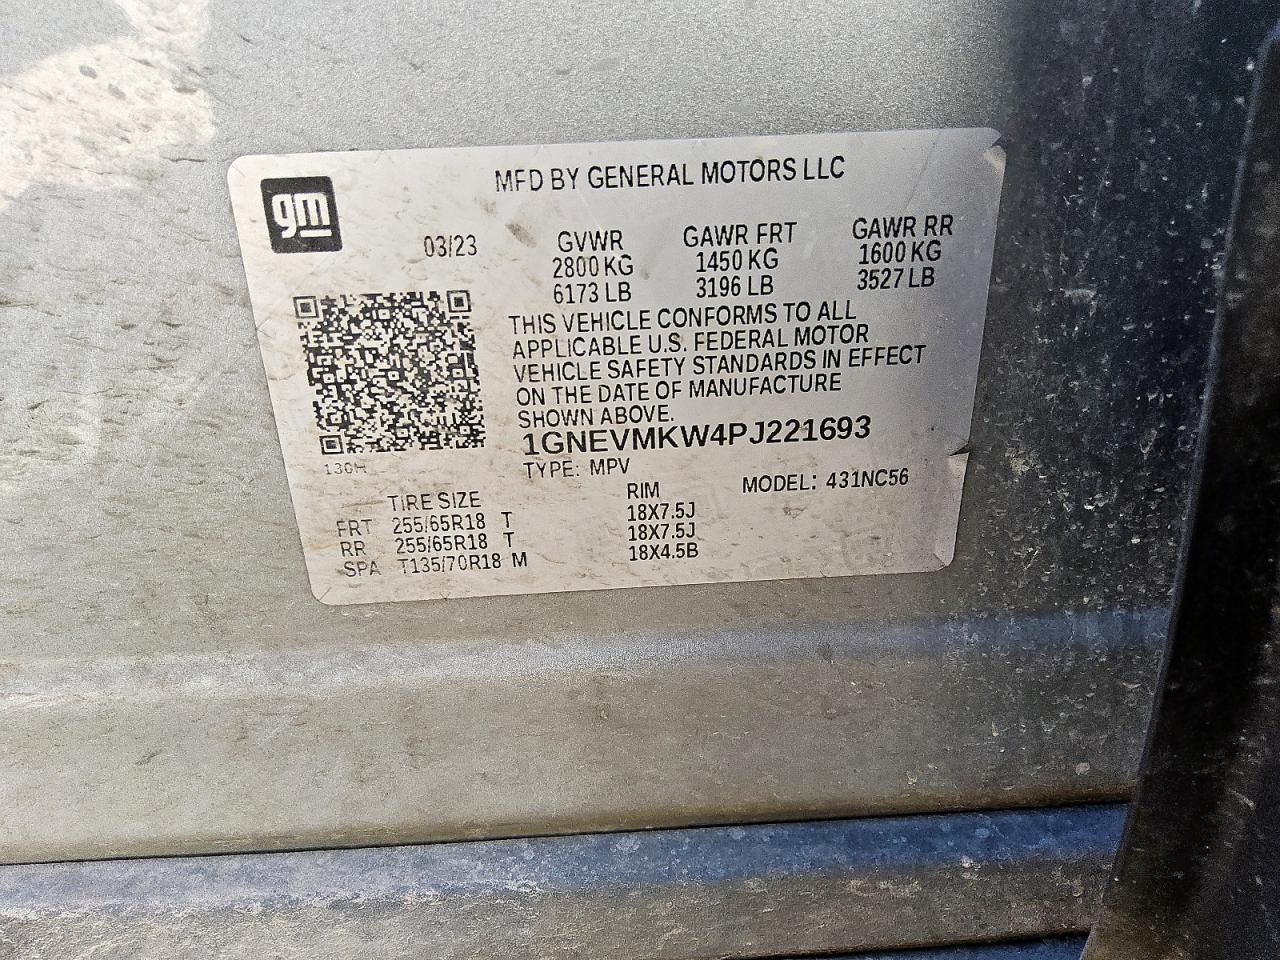 MFD BY GENERAL MOTORS LLC
gm
03/23 GVWR GAWR FRT GAWR RR
2800 KG 1450 KG 1600 KG
6173 LB 3196 LB 3527 LB
THIS VEHICLE CONFORMS TO ALL
APPLICABLE U.S. FEDERAL MOTOR
VEHICLE SAFETY STANDARDS IN EFFECT
ON THE DATE OF MANUFACTURE
SHOWN ABOVE.
1GNEVMKW4PJ221693
130H
TYPE: MPV
MODEL: 431NC56
TIRE SIZE RIM
FRT 255/65R18 T 18X7.5J
RR 255/65R18 T 18X7.5J
SPA T135/70R18 M 18X4.5B